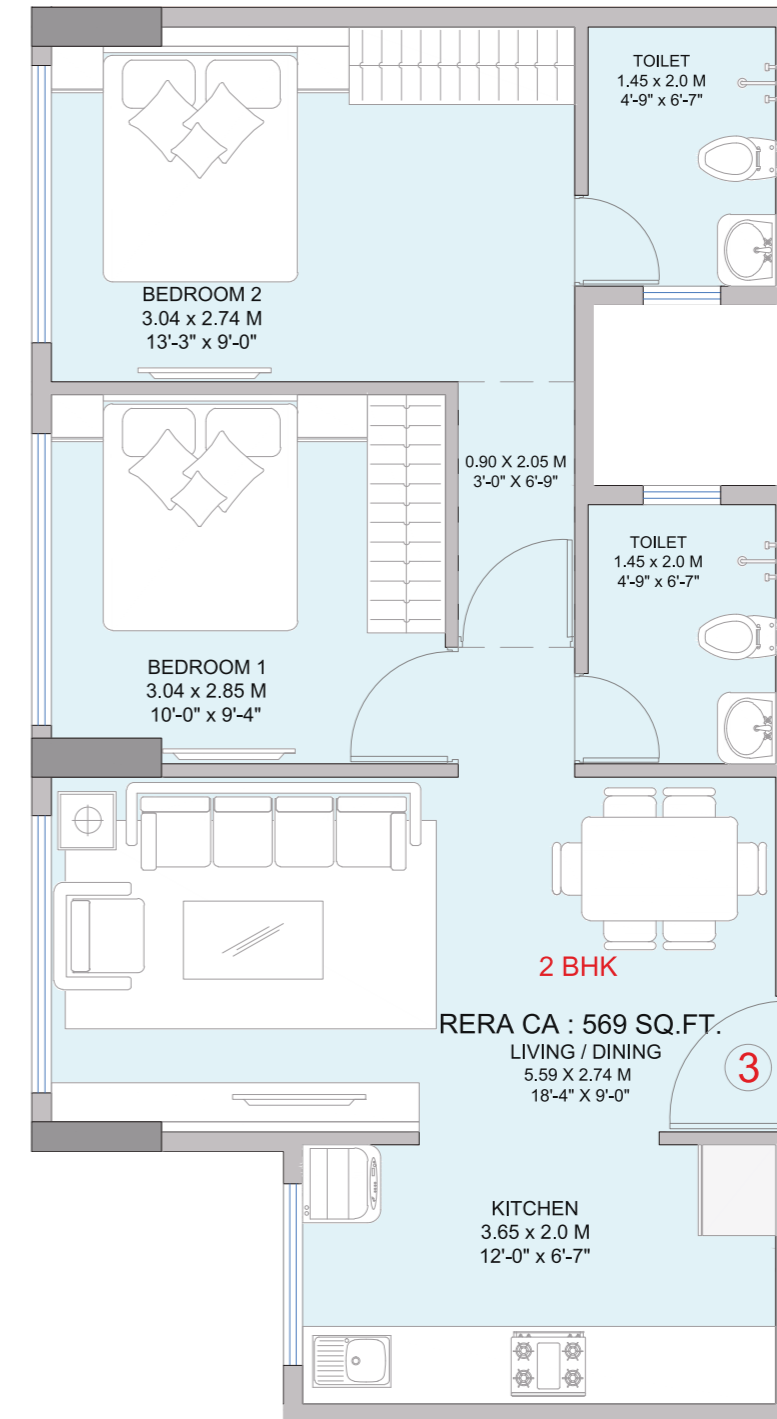 TOILET
1.45 x 2.0 M
4'-9" x 6'-7"
BEDROOM 2
3.04 x 2.74 M
13'-3" x 9'-0"
0.90 X 2.05 M
3'-0" X 6'-9"
TOILET
1.45 x 2.0 M
4'-9" x 6'-7"
BEDROOM 1
3.04 x 2.85 M
10'-0" x 9'-4"
2 BHK
RERA CA : 569 SQ.FT.
LIVING / DINING
5.59 X 2.74 M
18'-4" X 9'-0"
3
KITCHEN
3.65 x 2.0 M
12'-0" x 6'-7"